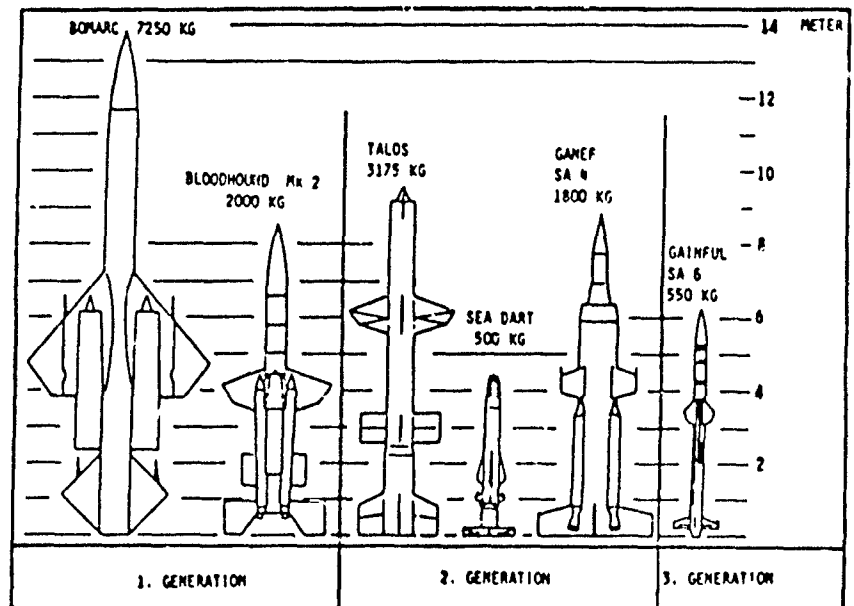 BOMARC 7250 KG
14 METER
12
BLOODHOUND Mk 2
2000 KG
TALOS
3175 KG
GANEF
SA 4
1800 KG
10
8
GAINFUL
SA 6
550 KG
SEA DART
500 KG
6
4
2
1. GENERATION
2. GENERATION
3. GENERATION